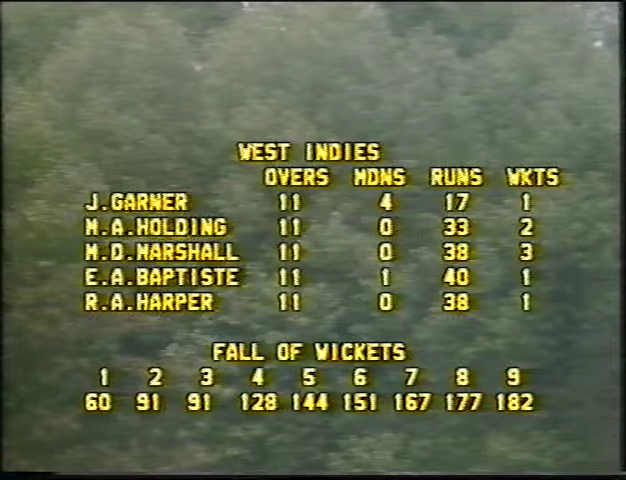 WEST INDIES
OVERS MDNS RUNS WKTS
J.GARNER 11 4 17 1
M.A.HOLDING 11 0 33 2
M.D.MARSHALL 11 0 38 3
E.A.BAPTISTE 11 1 40 1
R.A.HARPER 11 0 38 1
FALL OF WICKETS
1 2 3 4 5 6 7 8 9
60 91 91 128 144 151 167 177 182